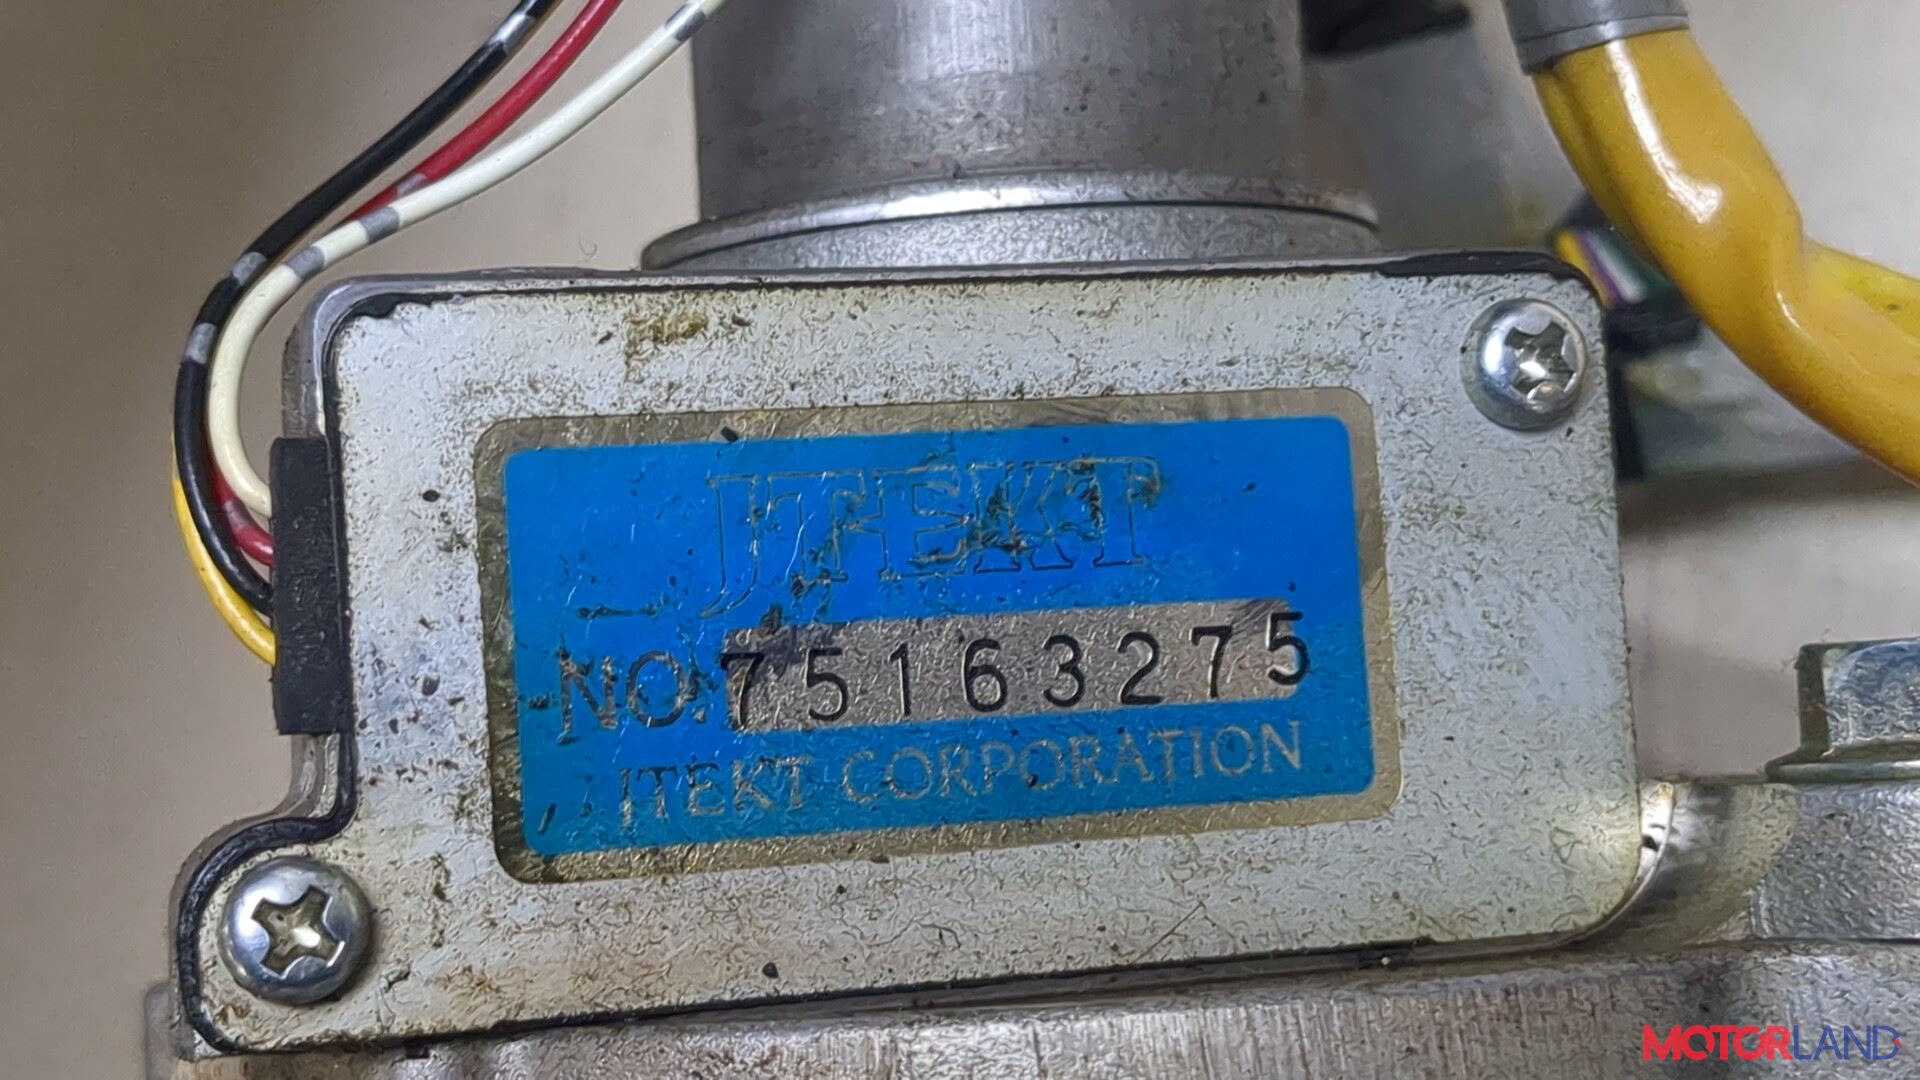 JTEKT
NO. 75163275
JTEKT CORPORATION
MOTORLAND